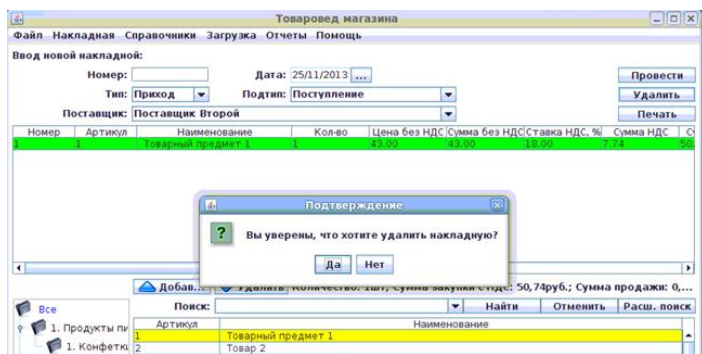 Товаровед магазина
Файл Накладная Справочники Загрузка Отчеты Помощь
Ввод новой накладной:
Номер: Дата: 25/11/2013 ... Провести
Тип: Приход Подтип: Поступление Удалить
Поставщик: Поставщик Второй Печать
Номер Артикул Наименование Кол-во Цена без НДС Сумма без НДС Ставка НДС, % Сумма НДС С
1 1 Товарный предмет 1 1 43.00 43.00 18.00 7.74 50.
Подтверждение
Вы уверены, что хотите удалить накладную?
Да Нет
Добав... Удалить Количество: 1шт, Сумма закупки с НДС: 50,74руб.; Сумма продажи: 0,...
Все Поиск: Найти Отменить Расш. поиск
Артикул Наименование
1. Продукты пи 1 Товарный предмет 1
1. Конфетки 2 Товар 2